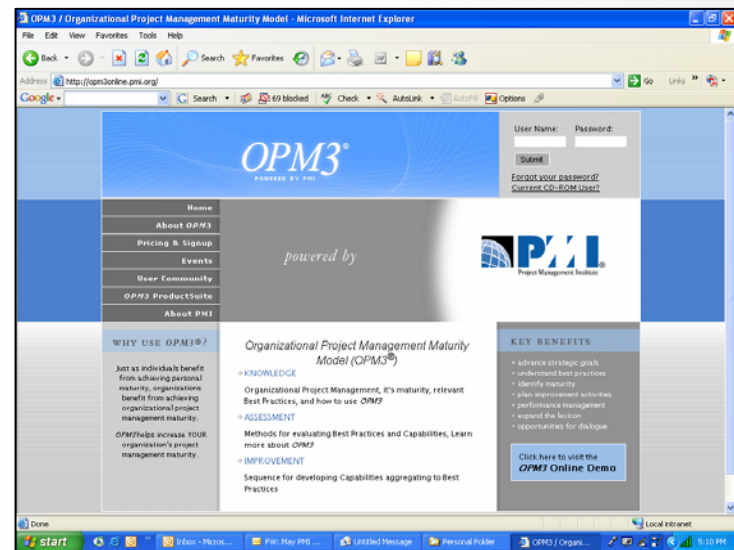 OPM3 / Organizational Project Management Maturity Model - Microsoft Internet Explorer
File Edit View Favorites Tools Help
Back Search Favorites
Address http://opm3online.pmi.org/ Go Links »
Google Search 69 blocked Check AutoLink AutoFill Options
OPM3®
POWERED BY PMI
User Name: Password:
Submit
Forgot your password?
Current CD-ROM User?
Home
About OPM3
Pricing & Signup
Events
User Community
OPM3 ProductSuite
About PMI
powered by
PMI
Project Management Institute
WHY USE OPM3®?
Just as individuals benefit
from achieving personal
maturity, organizations
benefit from achieving
organizational project
management maturity.
OPM3 helps increase YOUR
organization's project
management maturity.
Organizational Project Management Maturity
Model (OPM3®)
KNOWLEDGE
Organizational Project Management, it's maturity, relevant
Best Practices, and how to use OPM3
ASSESSMENT
Methods for evaluating Best Practices and Capabilities, Learn
more about OPM3
IMPROVEMENT
Sequence for developing Capabilities aggregating to Best
Practices
KEY BENEFITS
• advance strategic goals
• understand best practices
• identify maturity
• plan improvement activities
• performance management
• expand the lexicon
• opportunities for dialogue
Click here to visit the
OPM3 Online Demo
Done Local intranet
start Inbox - Micros... FW: May PMI ... Untitled Message Personal Folder OPM3 / Organi... 5:10 PM